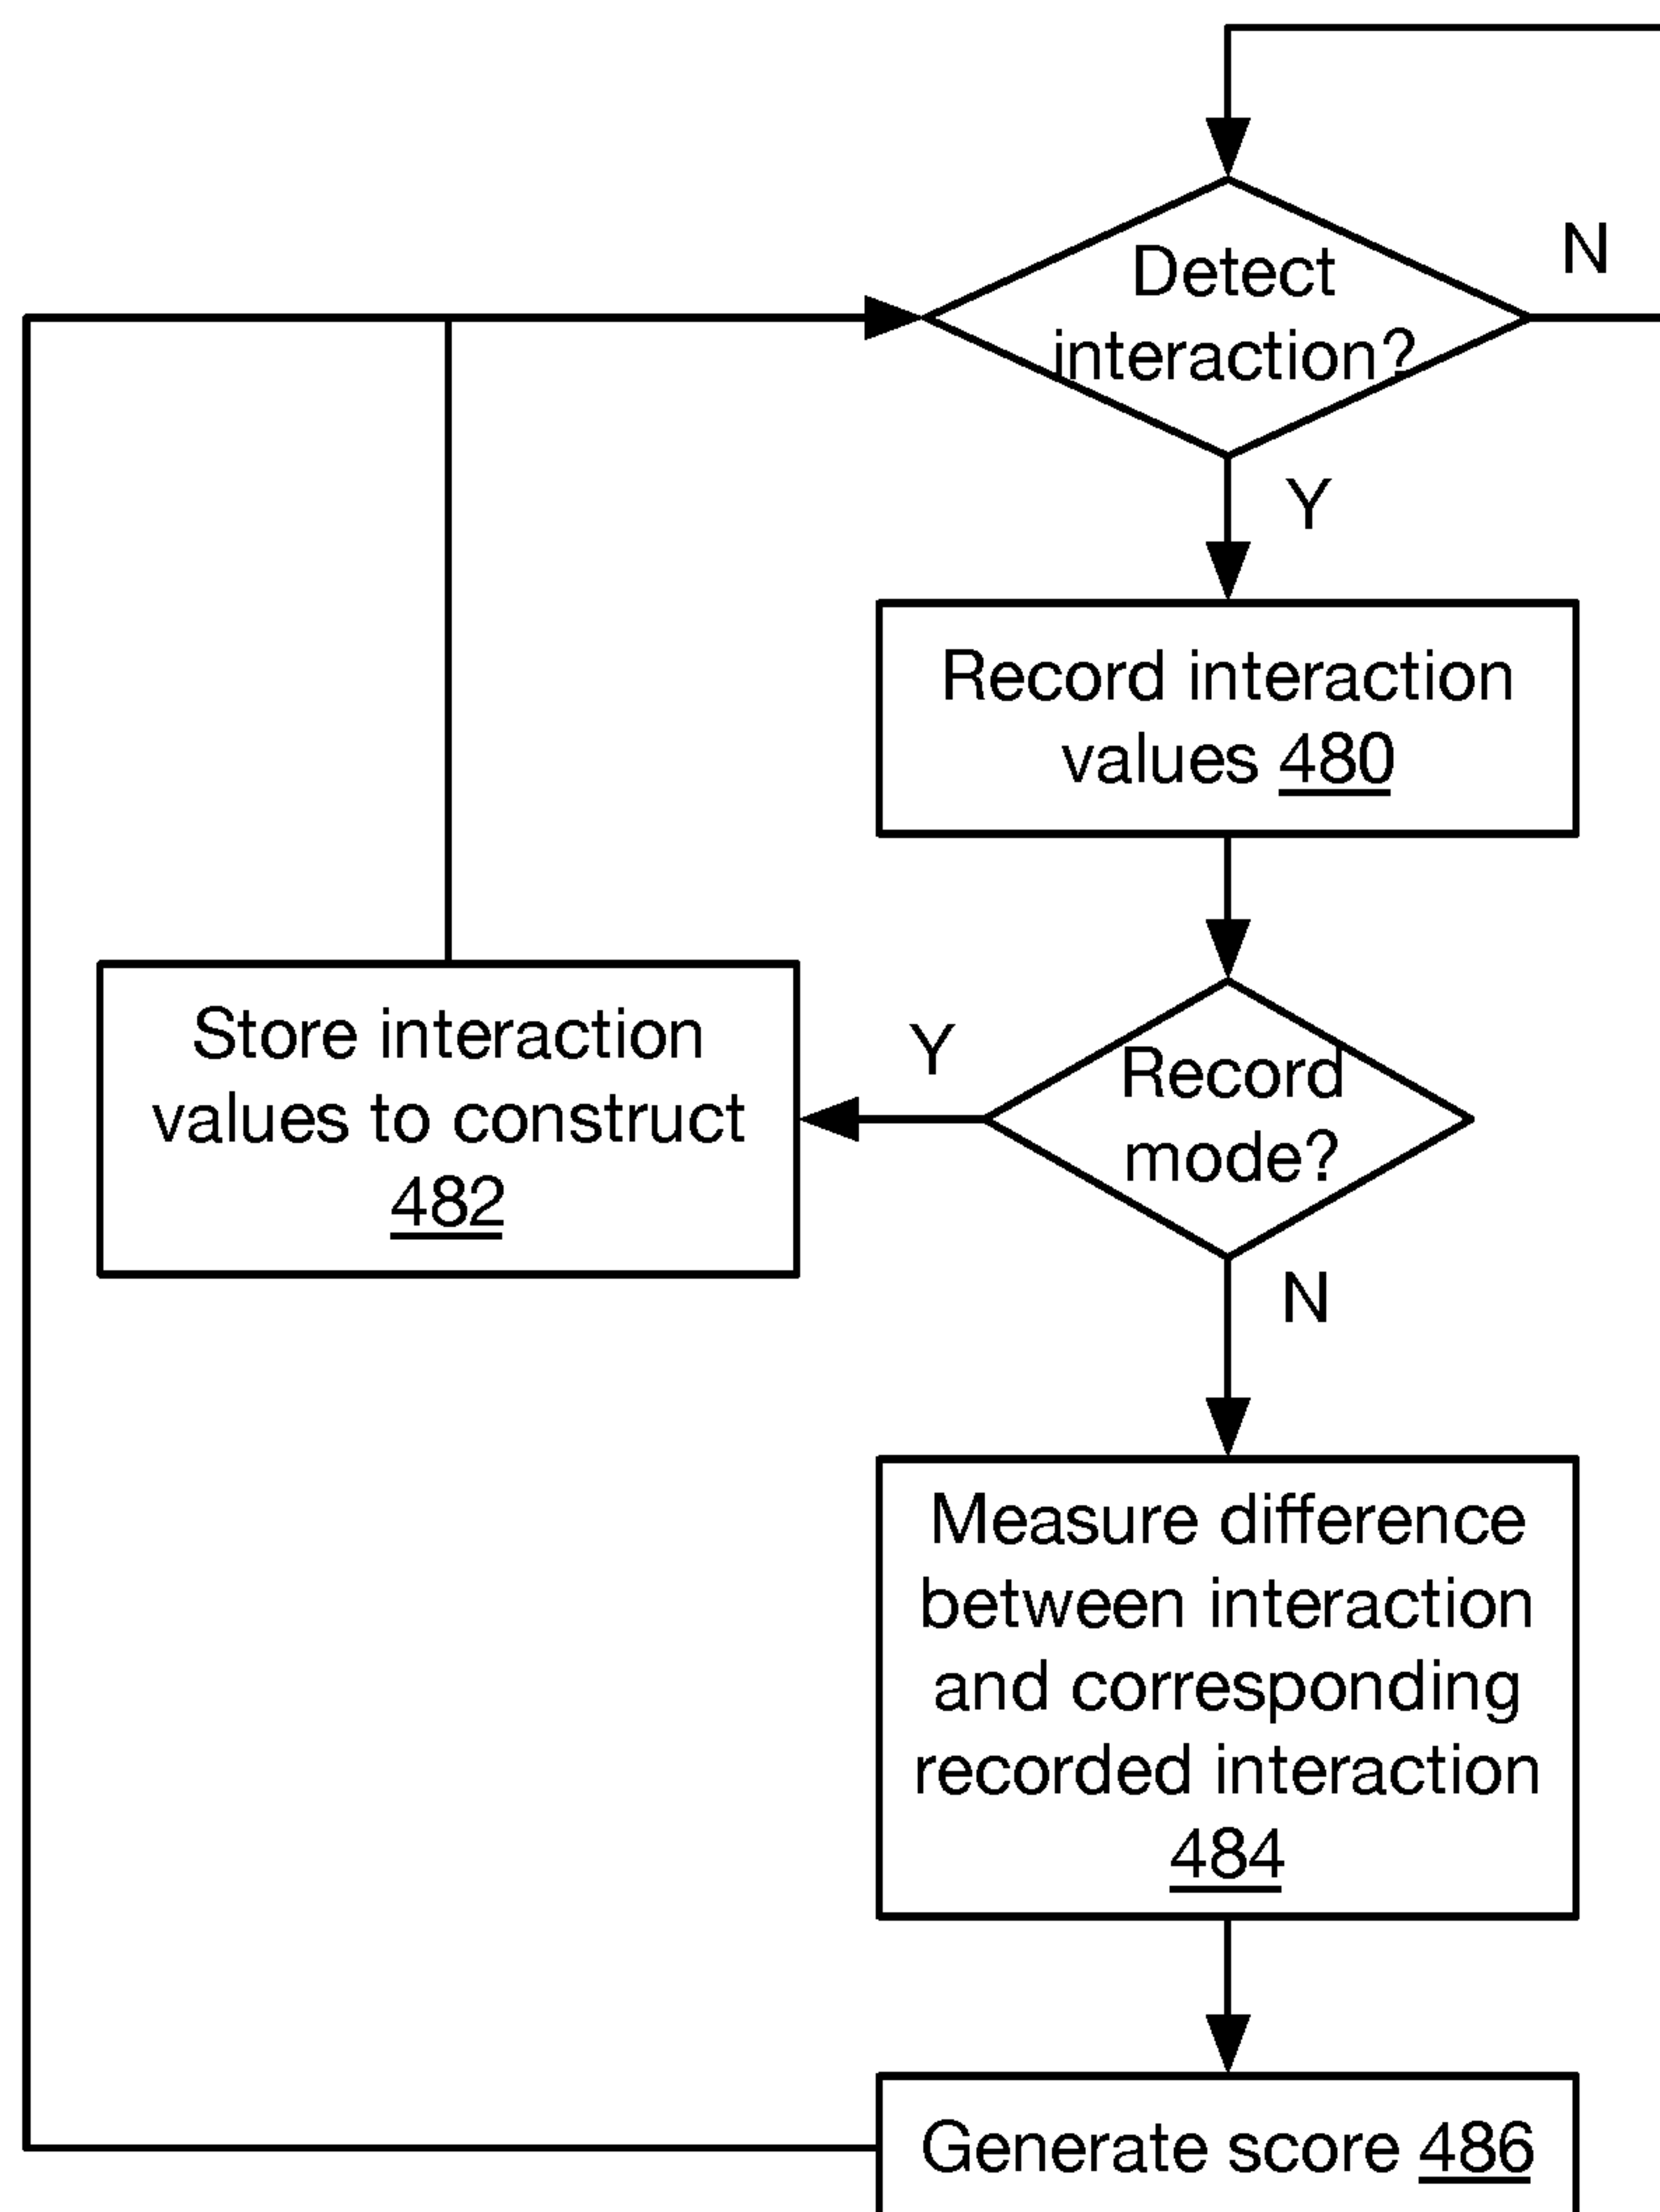 Detect
interaction?
N
Y
Record interaction
values 480
Record
mode?
Y
Store interaction
values to construct
482
N
Measure difference
between interaction
and corresponding
recorded interaction
484
Generate score 486